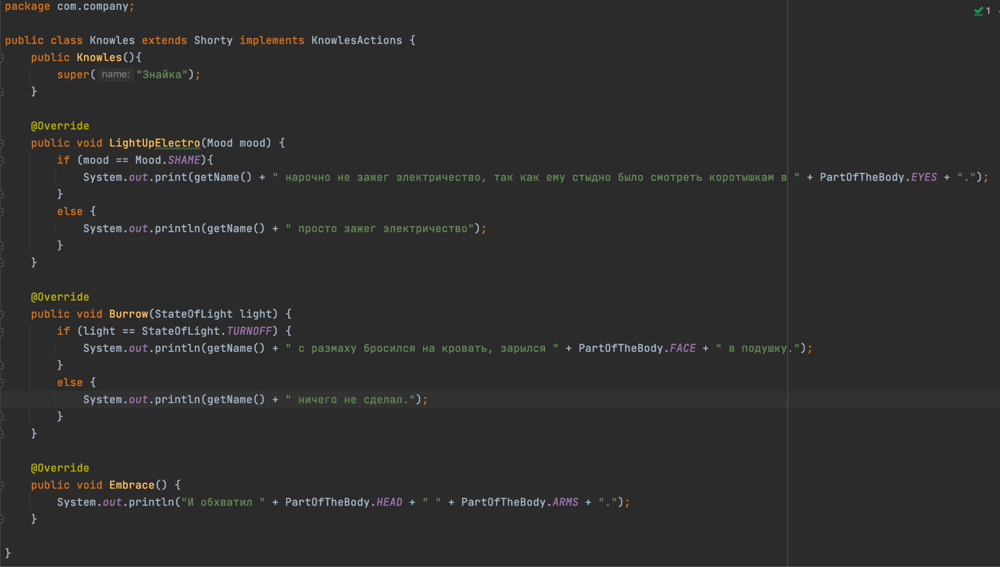 package com.company;
1
public class Knowles extends Shorty implements KnowlesActions {
    public Knowles(){
        super( name: "Знайка");
    }
    @Override
    public void LightUpElectro(Mood mood) {
        if (mood == Mood.SHAME){
            System.out.print(getName() + " нарочно не зажег электричество, так как ему стыдно было смотреть коротышкам в " + PartOfTheBody.EYES + ".");
        }
        else {
            System.out.println(getName() + " просто зажег электричество");
        }
    }
    @Override
    public void Burrow(StateOfLight light) {
        if (light == StateOfLight.TURNOFF) {
            System.out.println(getName() + " с размаху бросился на кровать, зарылся " + PartOfTheBody.FACE + " в подушку.");
        }
        else {
            System.out.println(getName() + " ничего не сделал.");
        }
    }
    @Override
    public void Embrace() {
        System.out.println("И обхватил " + PartOfTheBody.HEAD + " " + PartOfTheBody.ARMS + ".");
    }
}